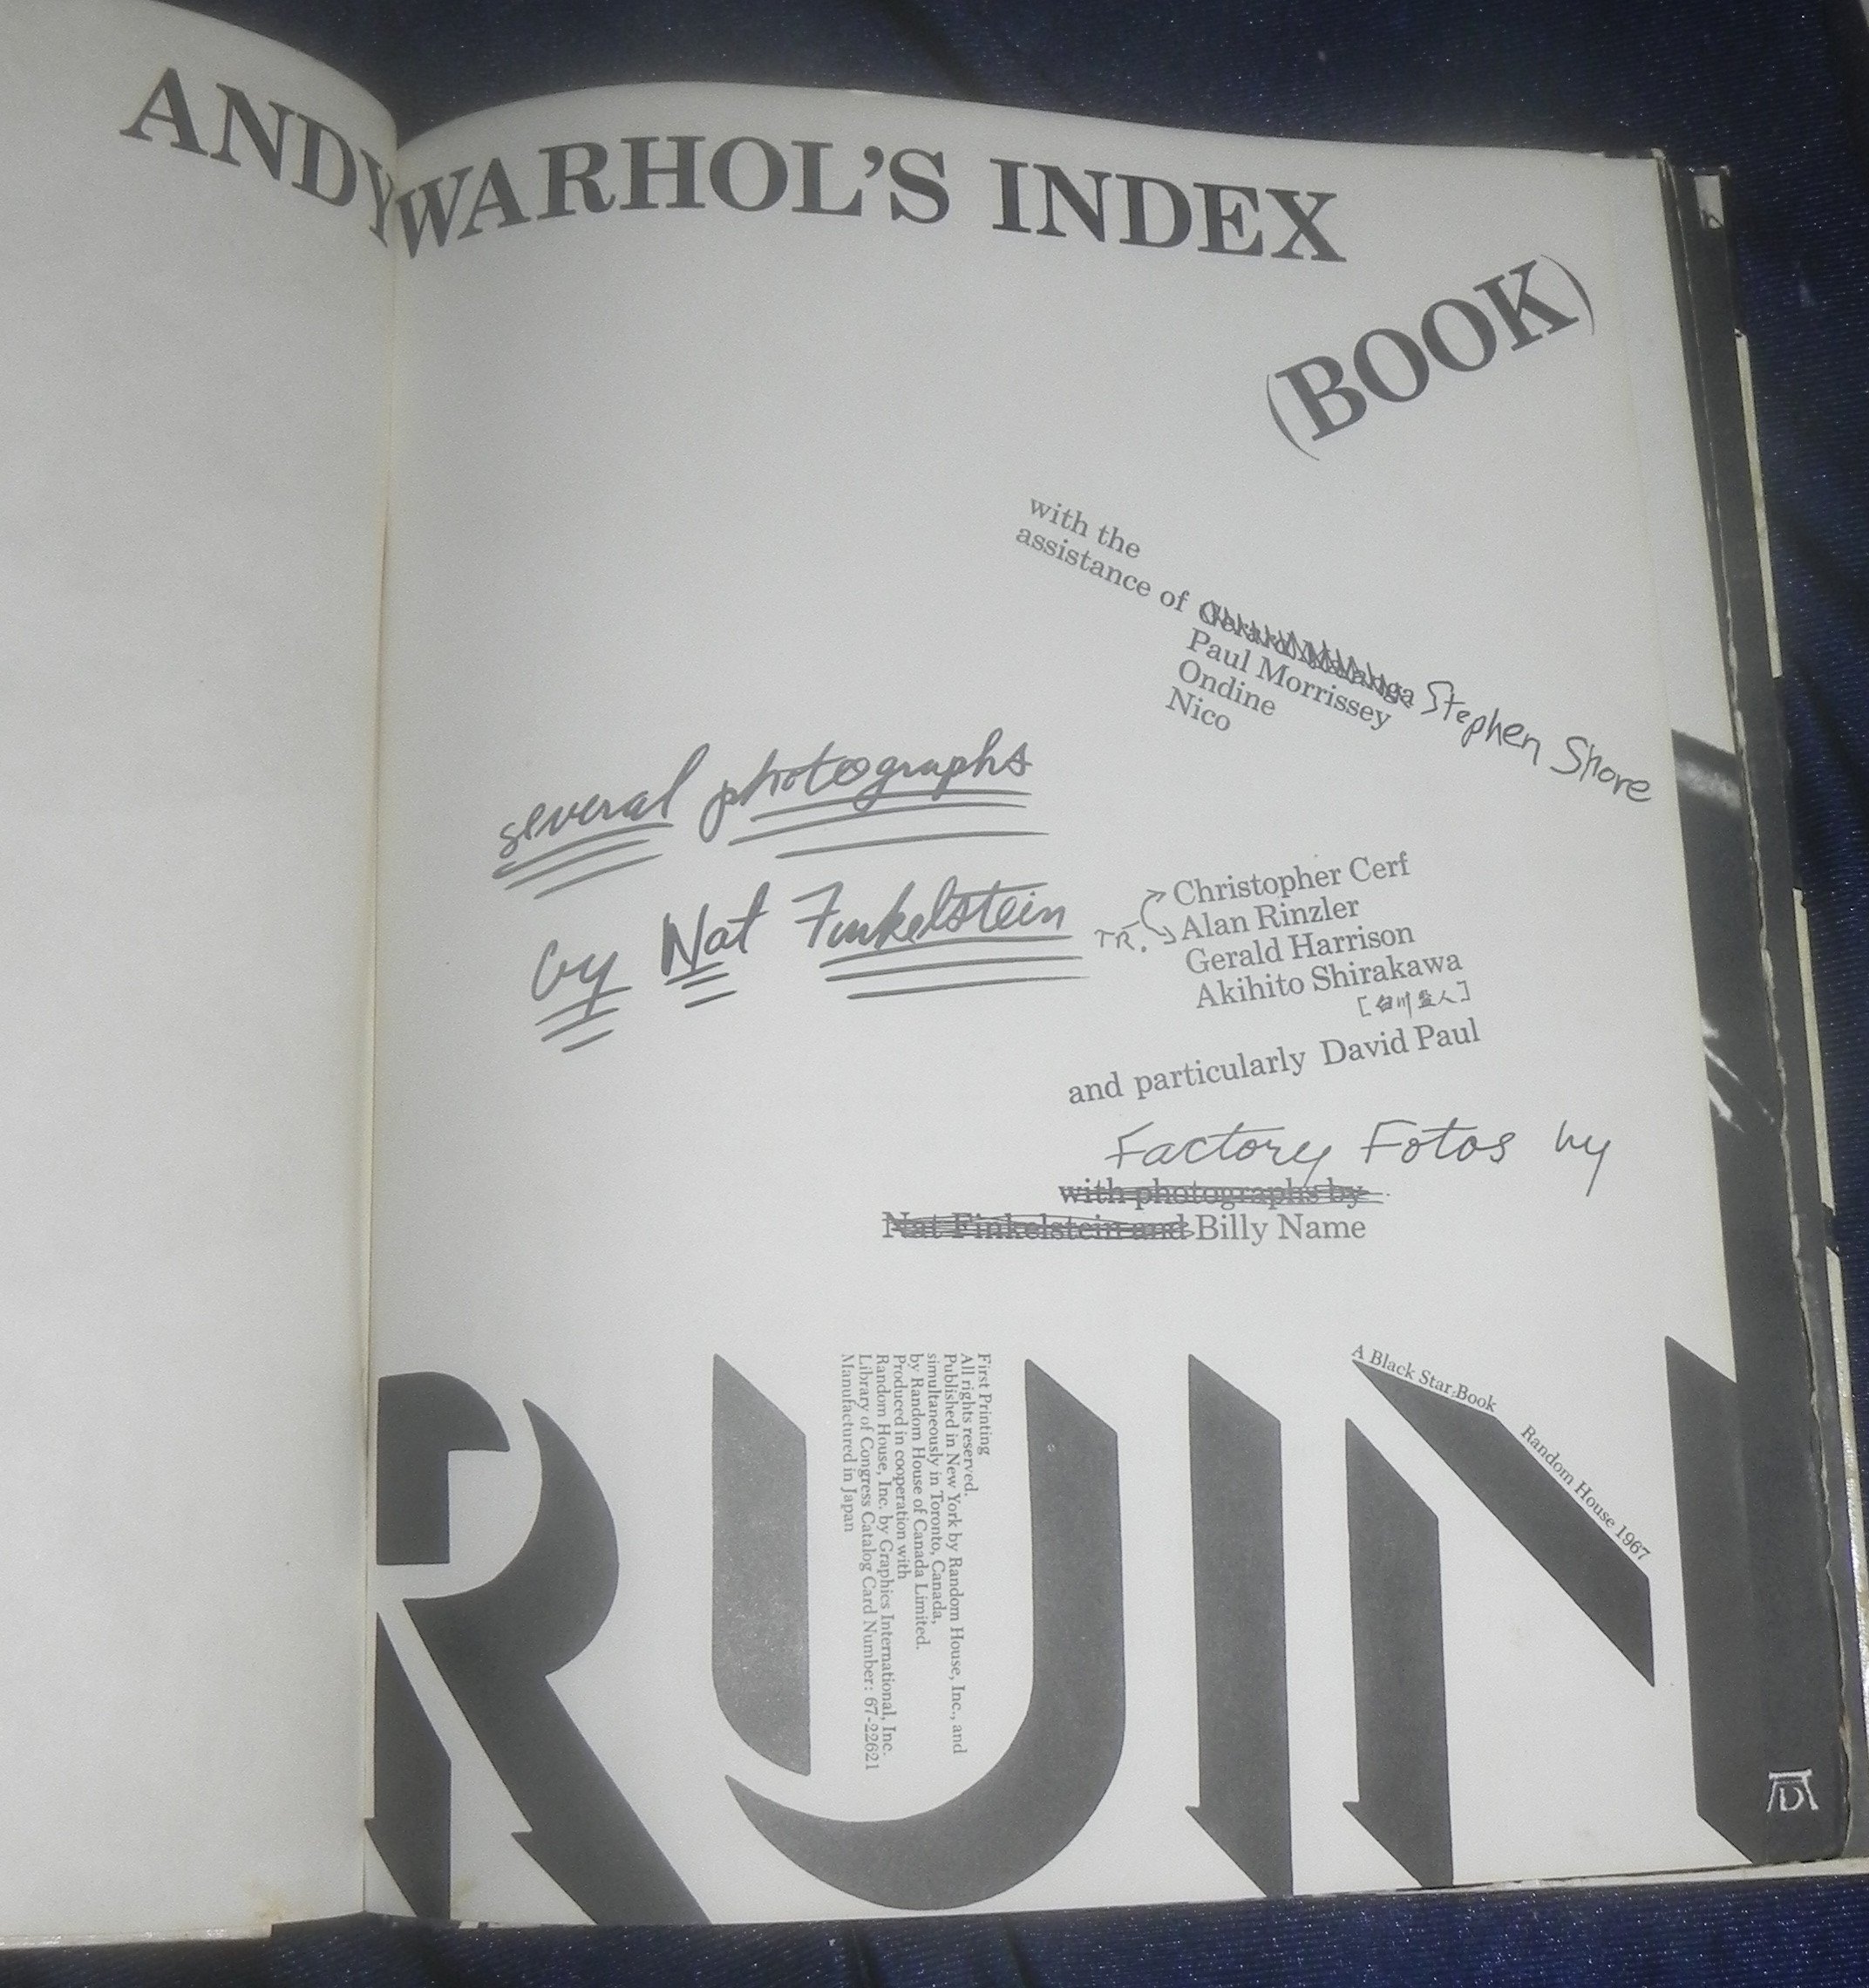 ANDY WARHOL'S INDEX
(BOOK)
with the
assistance of Gerard Malanga Stephen Shore
Paul Morrissey
Ondine
Nico
several photographs
by Nat Finkelstein
TR.
Christopher Cerf
Alan Rinzler
Gerald Harrison
Akihito Shirakawa
and particularly David Paul
Factory Fotos by
with photographs by
Nat Finkelstein and Billy Name
First Printing
All rights reserved.
Published in New York by Random House, Inc., and
simultaneously in Toronto, Canada,
by Random House of Canada Limited.
Produced in cooperation with
Random House, Inc. by Graphics International, Inc.
Library of Congress Catalog Card Number: 67-22621
Manufactured in Japan
A Black Star Book
Random House 1967
RUIN